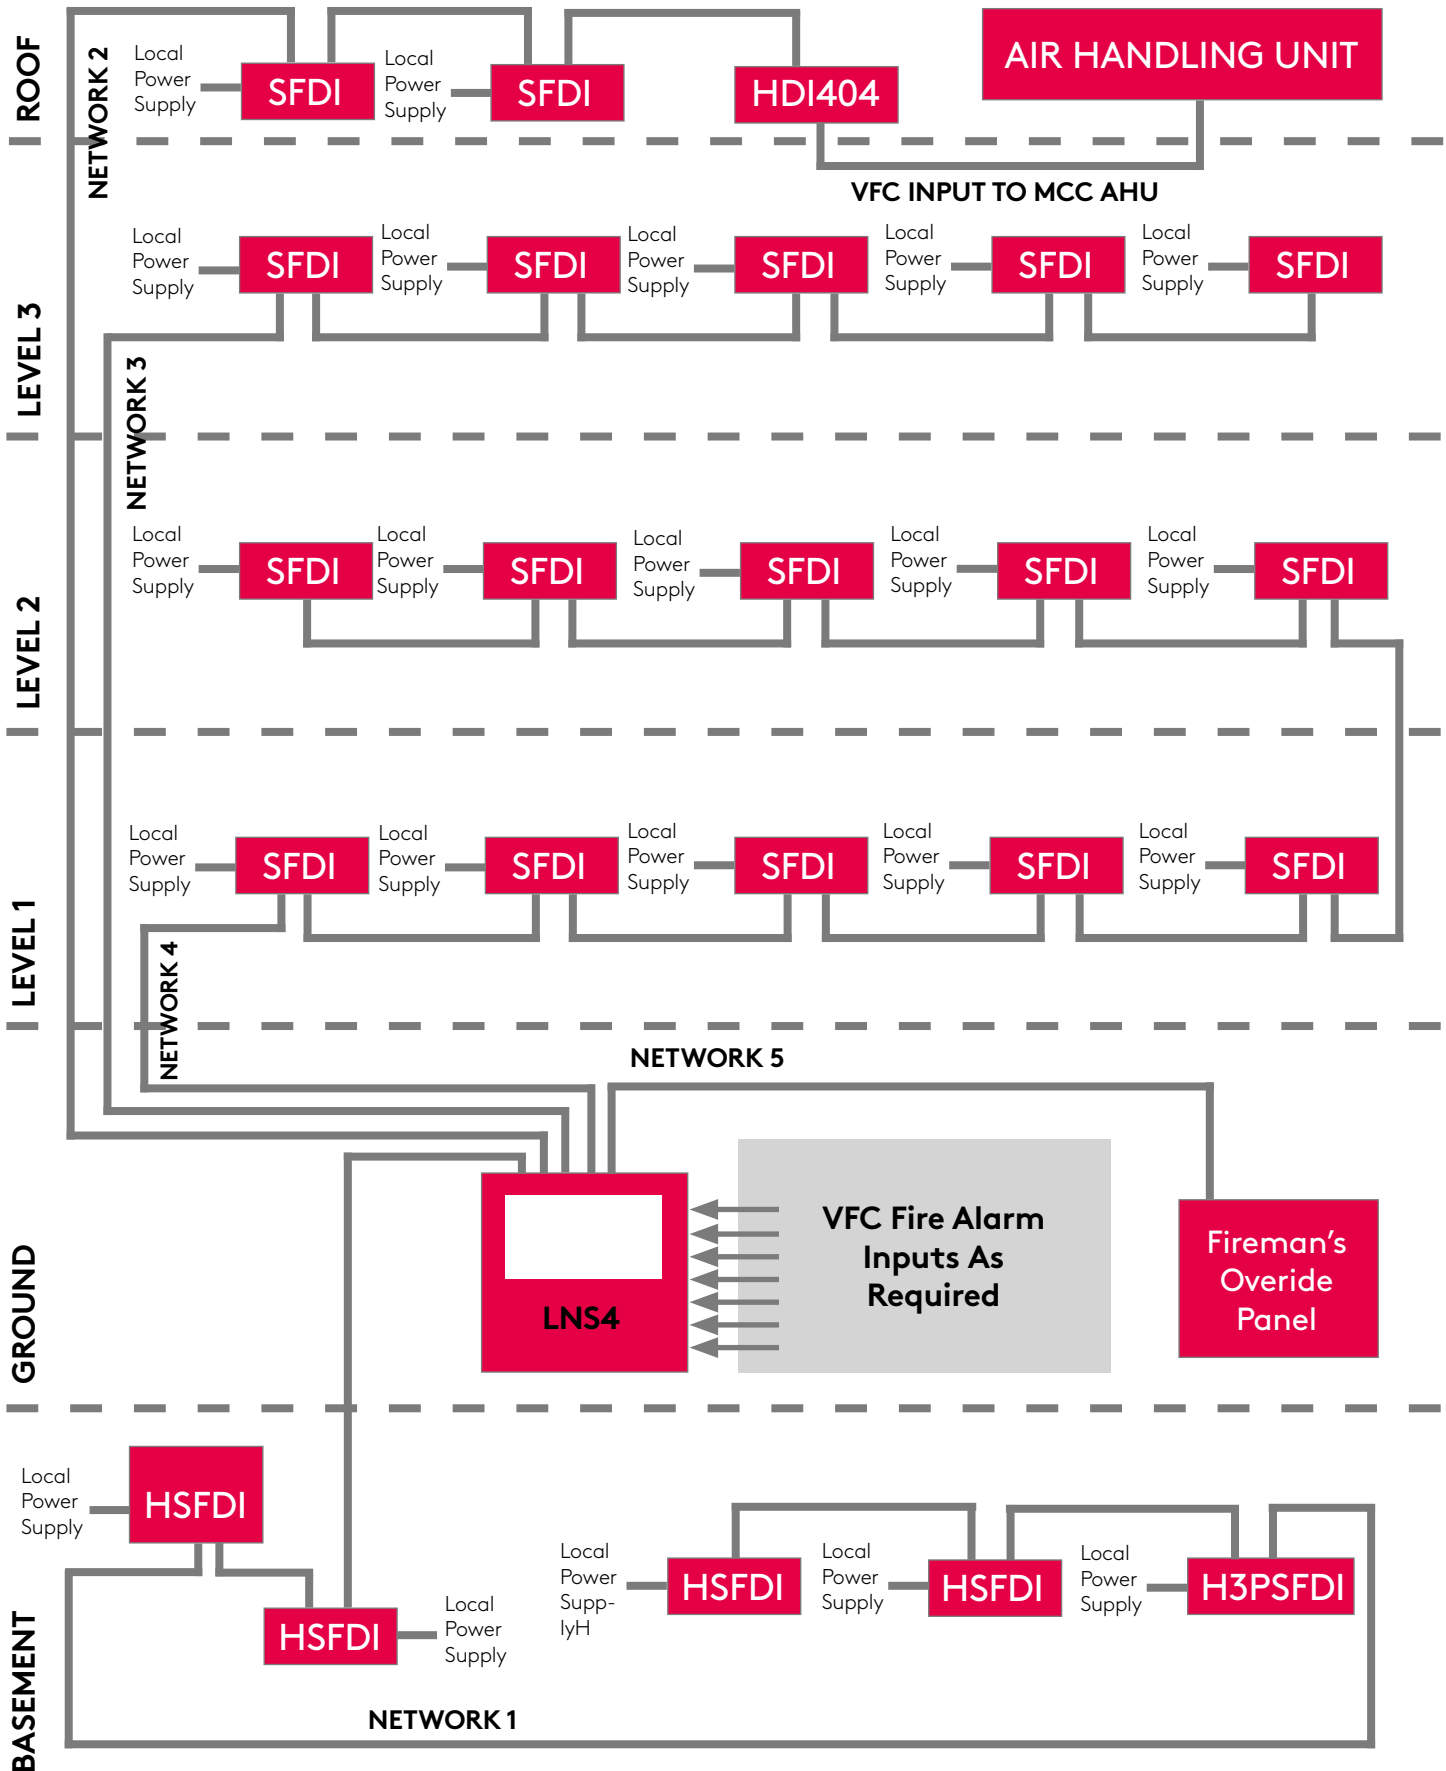 ROOF
NETWORK 2
Local
Power
Supply
SFDI
Local
Power
Supply
SFDI
HDI404
AIR HANDLING UNIT
VFC INPUT TO MCC AHU
LEVEL 3
NETWORK 3
Local
Power
Supply
SFDI
Local
Power
Supply
SFDI
Local
Power
Supply
SFDI
Local
Power
Supply
SFDI
Local
Power
Supply
SFDI
LEVEL 2
Local
Power
Supply
SFDI
Local
Power
Supply
SFDI
Local
Power
Supply
SFDI
Local
Power
Supply
SFDI
Local
Power
Supply
SFDI
LEVEL 1
NETWORK 4
Local
Power
Supply
SFDI
Local
Power
Supply
SFDI
Local
Power
Supply
SFDI
Local
Power
Supply
SFDI
Local
Power
Supply
SFDI
NETWORK 5
GROUND
LNS4
VFC Fire Alarm
Inputs As
Required
Fireman's
Overide
Panel
BASEMENT
Local
Power
Supply
HSFDI
HSFDI
Local
Power
Supply
Local
Power
Supp-
lyH
HSFDI
Local
Power
Supply
HSFDI
Local
Power
Supply
H3PSFDI
NETWORK 1